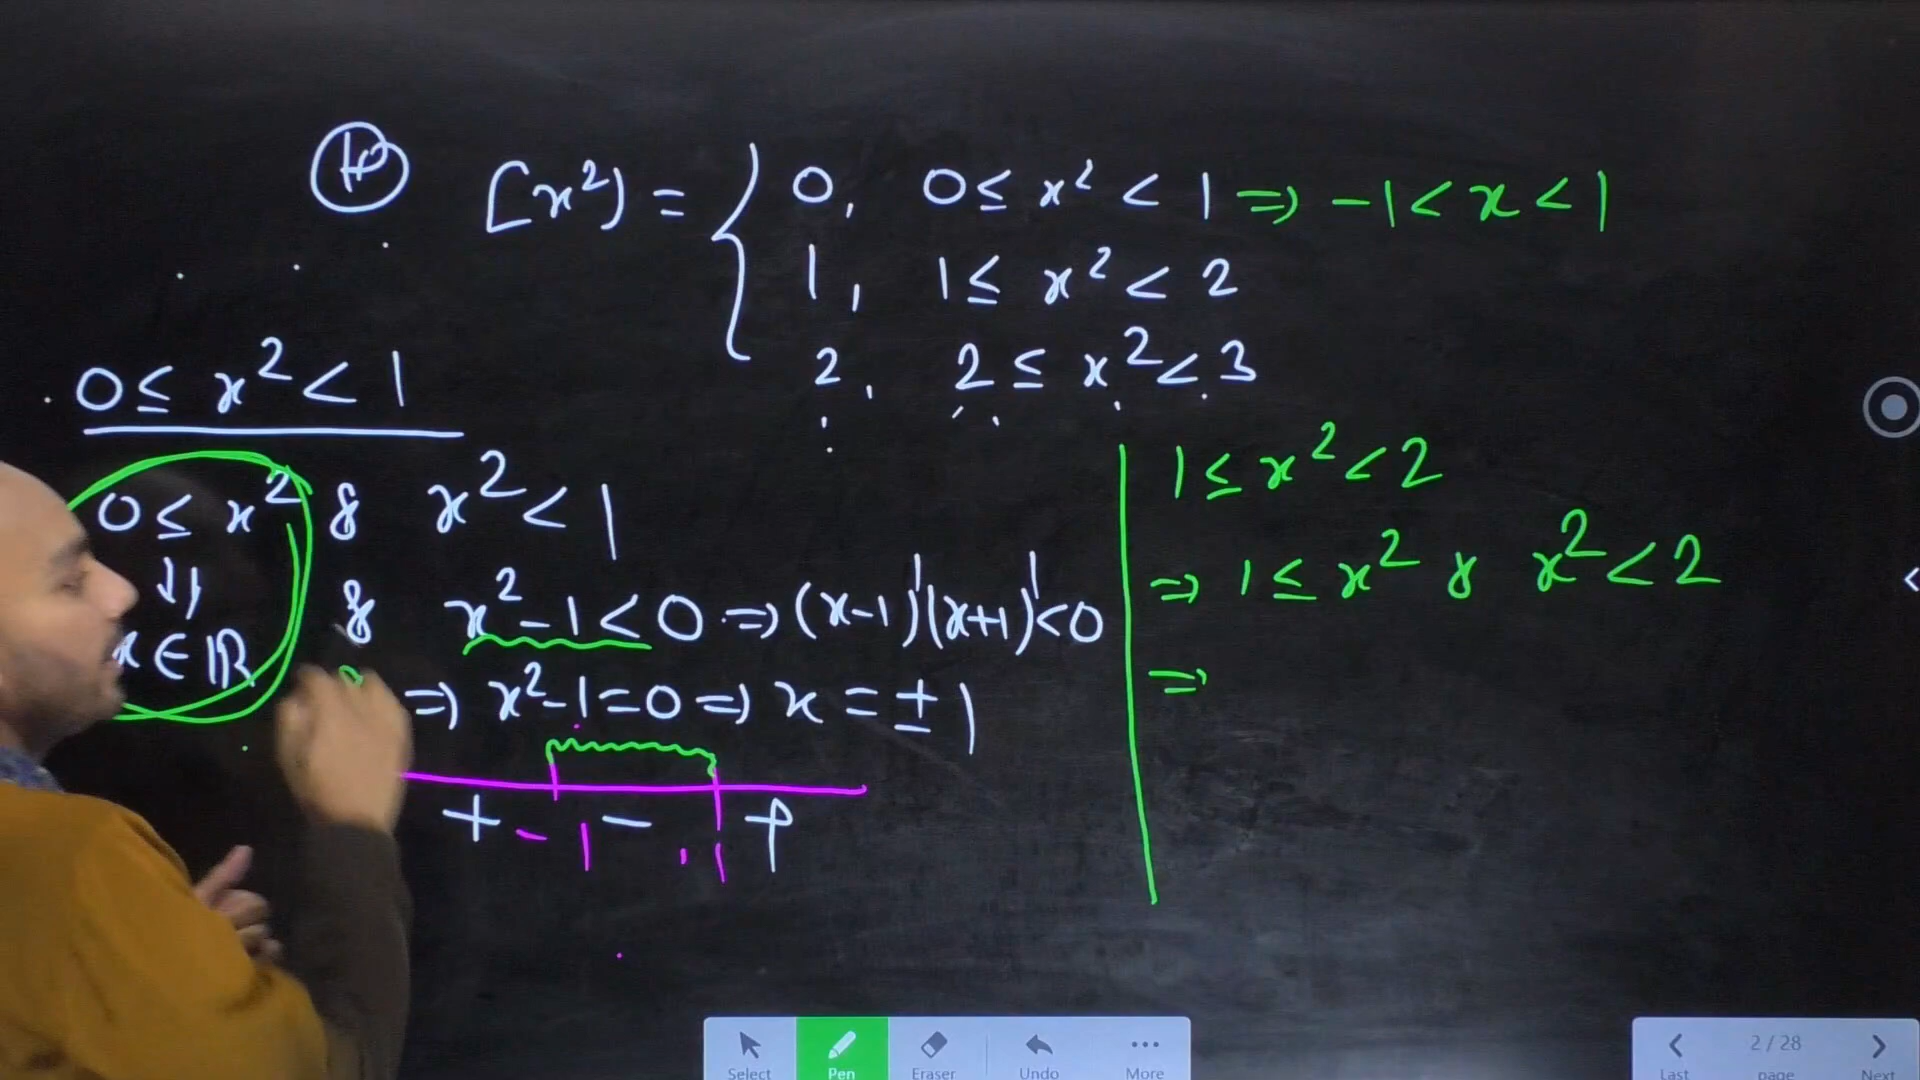 [x²) = { 0, 0 ≤ x² < 1 ⇒ -1 < x < 1
1, 1 ≤ x² < 2
2, 2 ≤ x² < 3
0 ≤ x² < 1
0 ≤ x² & x² < 1
⇓ & x² - 1 < 0 ⇒ (x-1)¹(x+1)¹ < 0
x ∈ ℝ ⇒ x² - 1 = 0 ⇒ x = ± 1
+ - +
-1 1
1 ≤ x² < 2
⇒ 1 ≤ x² & x² < 2
⇒
Select Pen Eraser Undo More
Last 2 / 28 page Next